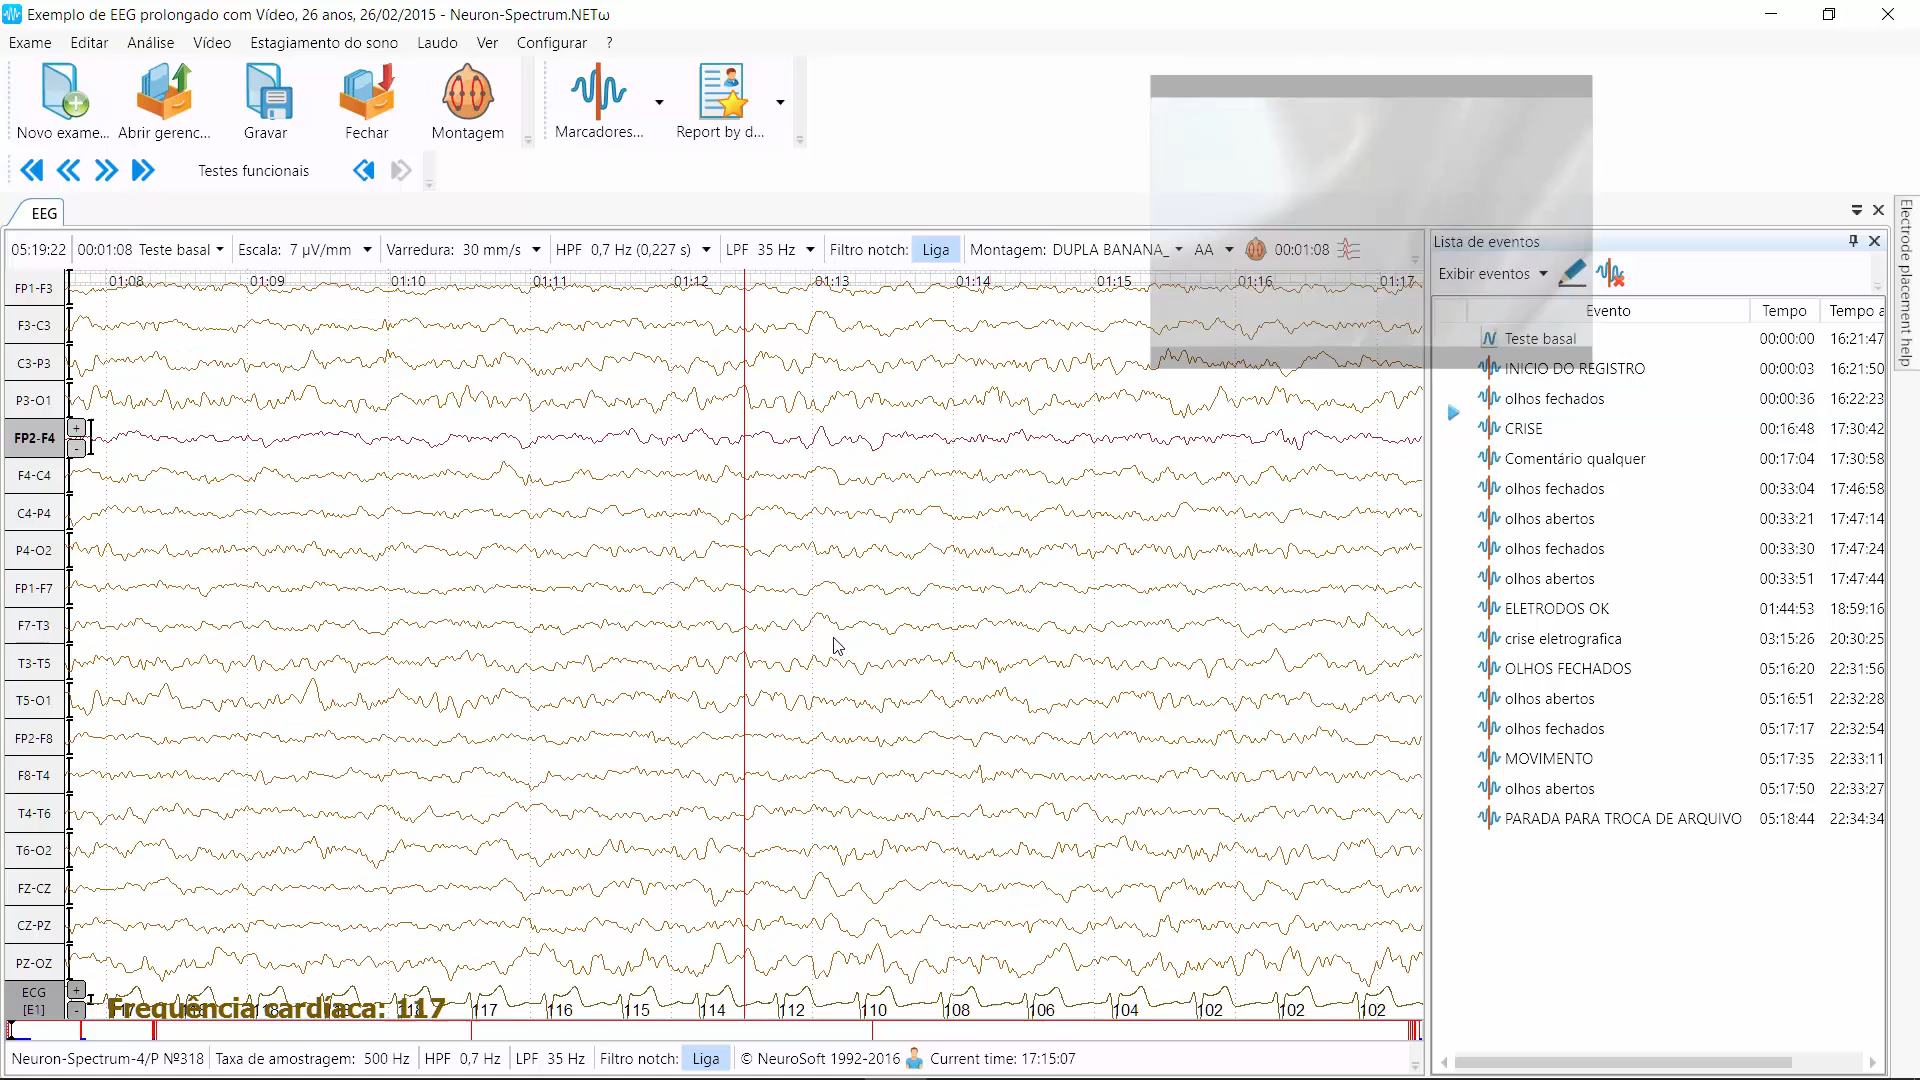 Exemplo de EEG prolongado com Vídeo, 26 anos, 26/02/2015 - Neuron-Spectrum.NETω
Exame Editar Análise Vídeo Estagiamento do sono Laudo Ver Configurar ?
Novo exame... Abrir gerenc... Gravar Fechar Montagem Marcadores... Report by d...
Testes funcionais
EEG
05:19:22 00:01:08 Teste basal Escala: 7 µV/mm Varredura: 30 mm/s HPF 0,7 Hz (0,227 s) LPF 35 Hz Filtro notch: Liga Montagem: DUPLA BANANA_ AA 00:01:08
01:08 01:09 01:10 01:11 01:12 01:13 01:14 01:15 01:16 01:17
FP1-F3
F3-C3
C3-P3
P3-O1
FP2-F4
+
-
F4-C4
C4-P4
P4-O2
FP1-F7
F7-T3
T3-T5
T5-O1
FP2-F8
F8-T4
T4-T6
T6-O2
FZ-CZ
CZ-PZ
PZ-OZ
ECG
[E1]
+
-
Frequência cardíaca: 117
117 116 115 114 112 110 108 106 104 102 102 102
Lista de eventos
Exibir eventos
Evento Tempo Tempo a
Teste basal 00:00:00 16:21:47
INICIO DO REGISTRO 00:00:03 16:21:50
olhos fechados 00:00:36 16:22:23
CRISE 00:16:48 17:30:42
Comentário qualquer 00:17:04 17:30:58
olhos fechados 00:33:04 17:46:58
olhos abertos 00:33:21 17:47:14
olhos fechados 00:33:30 17:47:24
olhos abertos 00:33:51 17:47:44
ELETRODOS OK 01:44:53 18:59:16
crise eletrografica 03:15:26 20:30:25
OLHOS FECHADOS 05:16:20 22:31:56
olhos abertos 05:16:51 22:32:28
olhos fechados 05:17:17 22:32:54
MOVIMENTO 05:17:35 22:33:11
olhos abertos 05:17:50 22:33:27
PARADA PARA TROCA DE ARQUIVO 05:18:44 22:34:34
Electrode placement help
Neuron-Spectrum-4/P №318 Taxa de amostragem: 500 Hz HPF 0,7 Hz LPF 35 Hz Filtro notch: Liga © NeuroSoft 1992-2016 Current time: 17:15:07